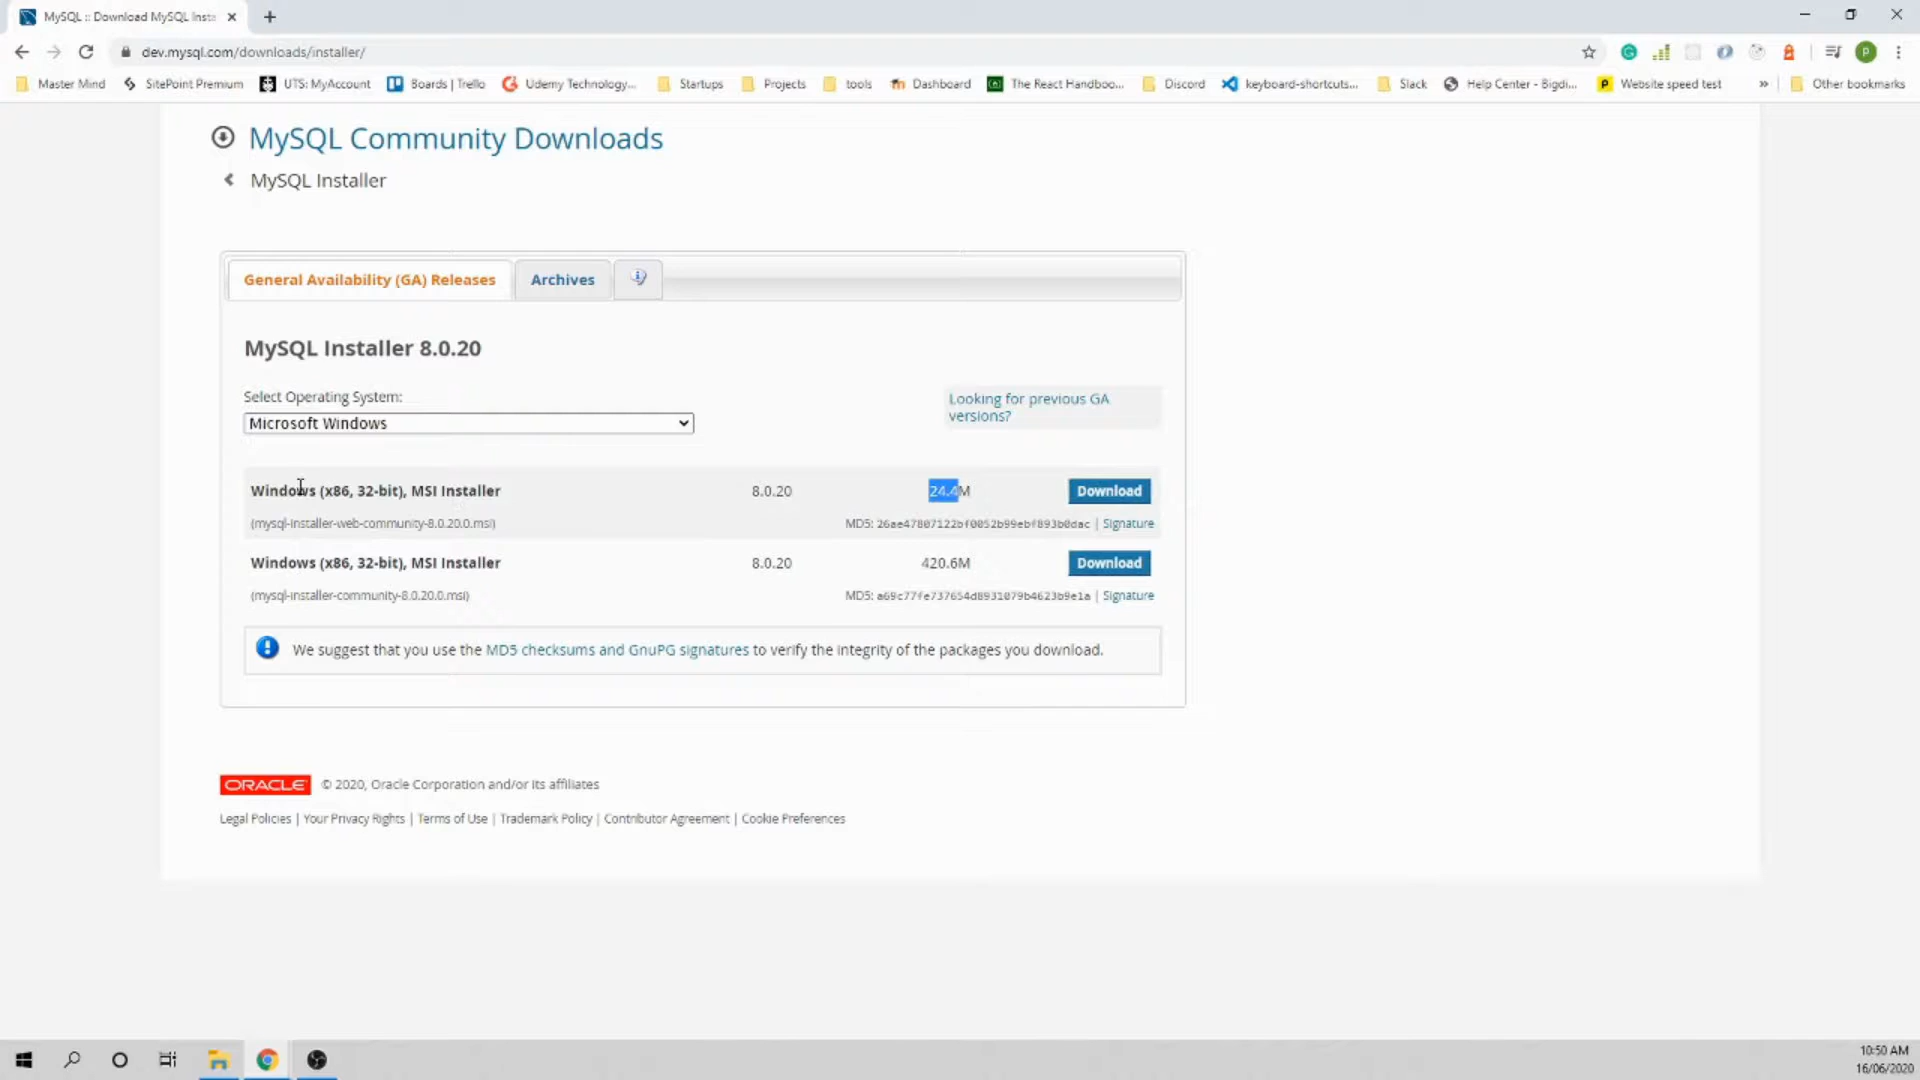 MySQL :: Download MySQL Insta
dev.mysql.com/downloads/installer/
Master Mind SitePoint Premium UTS: MyAccount Boards | Trello Udemy Technology... Startups Projects tools Dashboard The React Handboo... Discord keyboard-shortcuts... Slack Help Center - Bigdi... Website speed test » Other bookmarks
MySQL Community Downloads
MySQL Installer
General Availability (GA) Releases Archives
MySQL Installer 8.0.20
Select Operating System:
Looking for previous GA
versions?
Microsoft Windows
Windows (x86, 32-bit), MSI Installer 8.0.20 24.4M Download
(mysql-installer-web-community-8.0.20.0.msi) MD5: 26ae47807122bf0052b99ebf893b0dac | Signature
Windows (x86, 32-bit), MSI Installer 8.0.20 420.6M Download
(mysql-installer-community-8.0.20.0.msi) MD5: a69c77fe737654d8931079b4623b9e1a | Signature
We suggest that you use the MD5 checksums and GnuPG signatures to verify the integrity of the packages you download.
ORACLE © 2020, Oracle Corporation and/or its affiliates
Legal Policies | Your Privacy Rights | Terms of Use | Trademark Policy | Contributor Agreement | Cookie Preferences
10:50 AM
16/06/2020